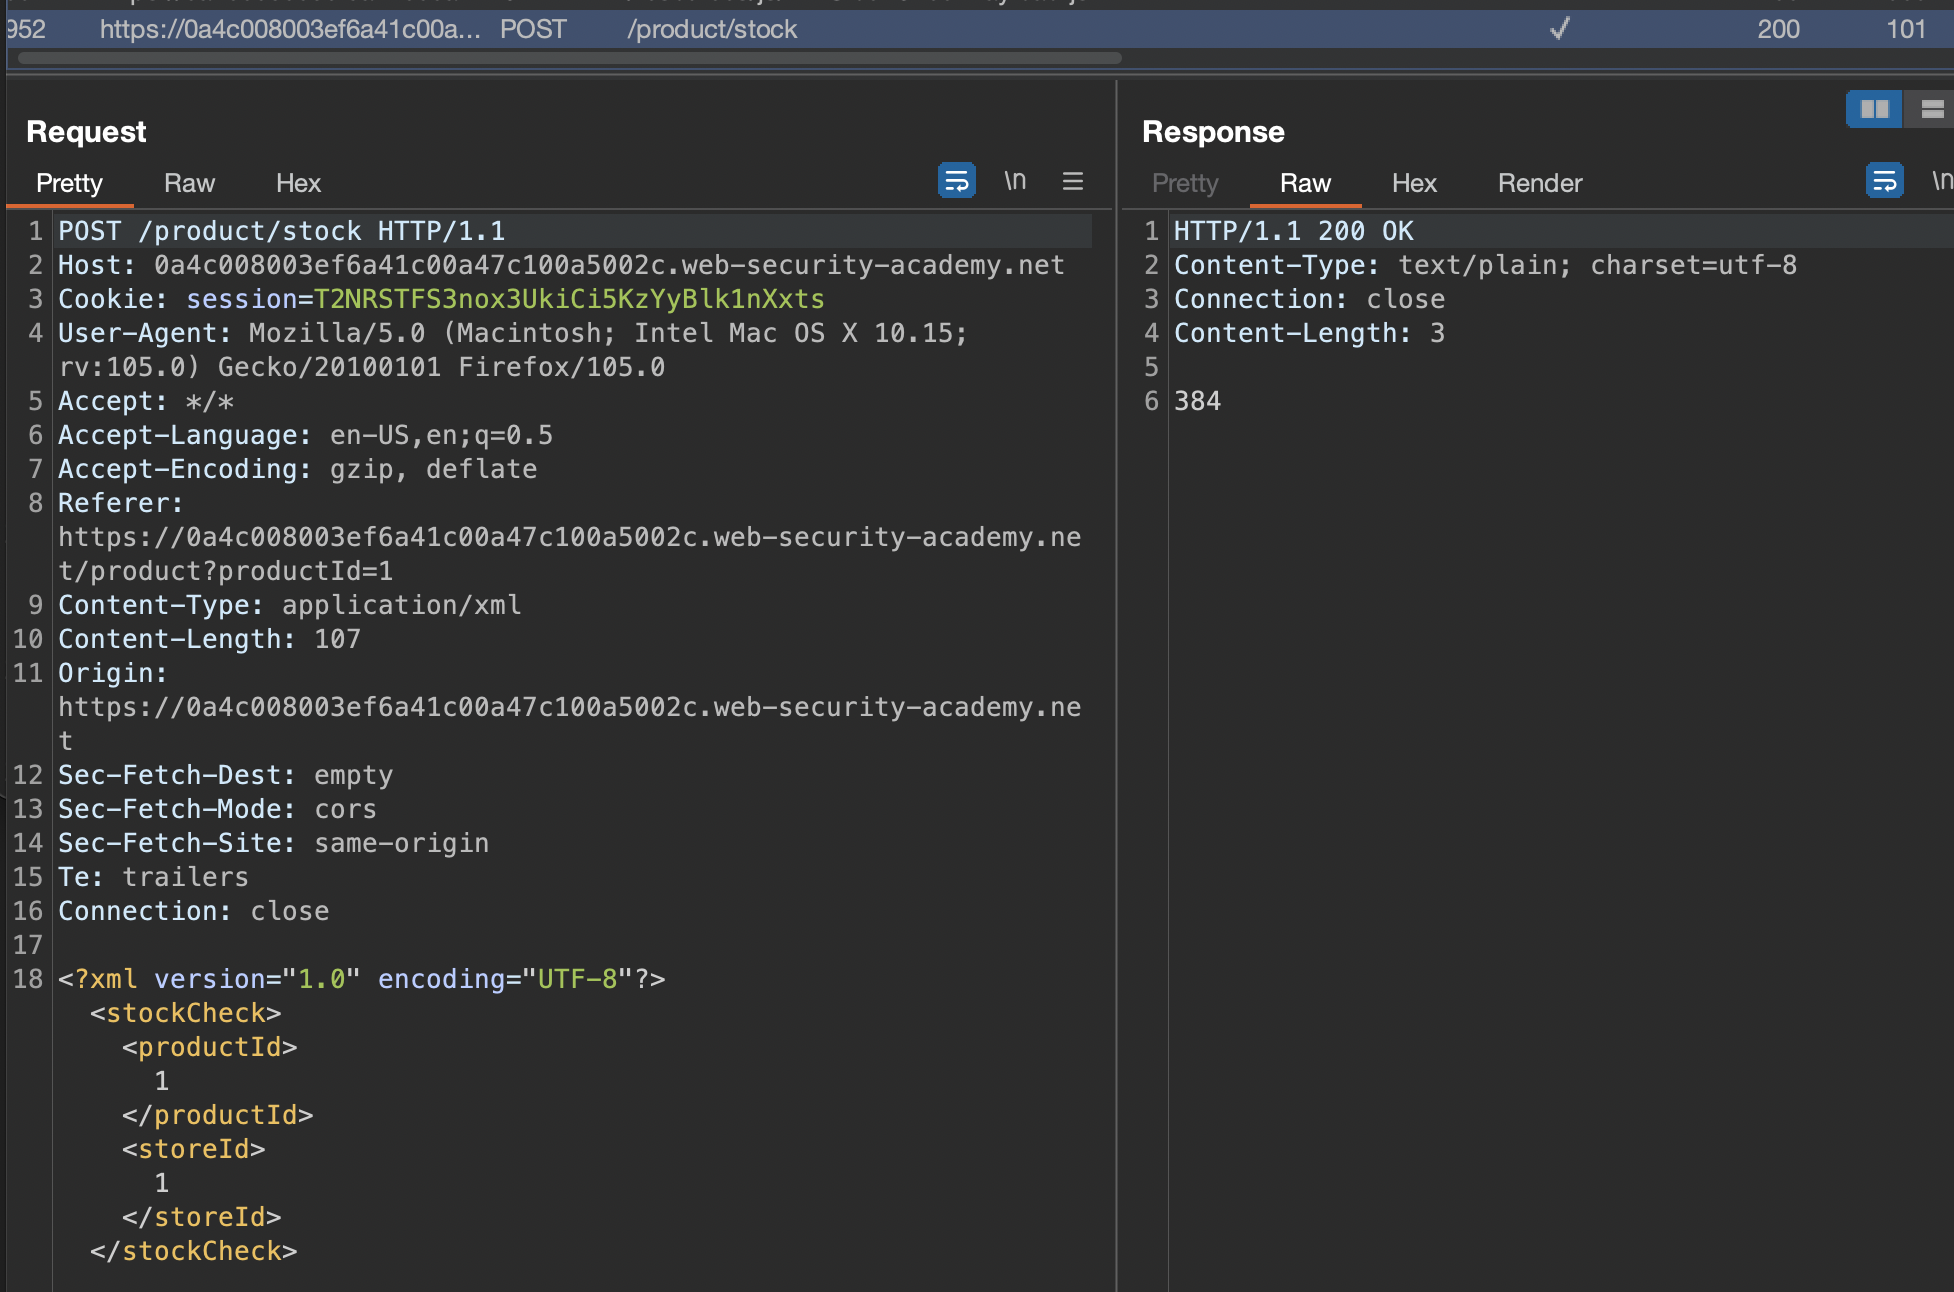 952 https://0a4c008003ef6a41c00a... POST /product/stock ✓ 200 101
Request
Pretty Raw Hex \n
1 POST /product/stock HTTP/1.1
2 Host: 0a4c008003ef6a41c00a47c100a5002c.web-security-academy.net
3 Cookie: session=T2NRSTFS3nox3UkiCi5KzYyBlk1nXxts
4 User-Agent: Mozilla/5.0 (Macintosh; Intel Mac OS X 10.15;
rv:105.0) Gecko/20100101 Firefox/105.0
5 Accept: */*
6 Accept-Language: en-US,en;q=0.5
7 Accept-Encoding: gzip, deflate
8 Referer:
https://0a4c008003ef6a41c00a47c100a5002c.web-security-academy.ne
t/product?productId=1
9 Content-Type: application/xml
10 Content-Length: 107
11 Origin:
https://0a4c008003ef6a41c00a47c100a5002c.web-security-academy.ne
t
12 Sec-Fetch-Dest: empty
13 Sec-Fetch-Mode: cors
14 Sec-Fetch-Site: same-origin
15 Te: trailers
16 Connection: close
17
18 <?xml version="1.0" encoding="UTF-8"?>
<stockCheck>
<productId>
1
</productId>
<storeId>
1
</storeId>
</stockCheck>
Response
Pretty Raw Hex Render \n
1 HTTP/1.1 200 OK
2 Content-Type: text/plain; charset=utf-8
3 Connection: close
4 Content-Length: 3
5
6 384